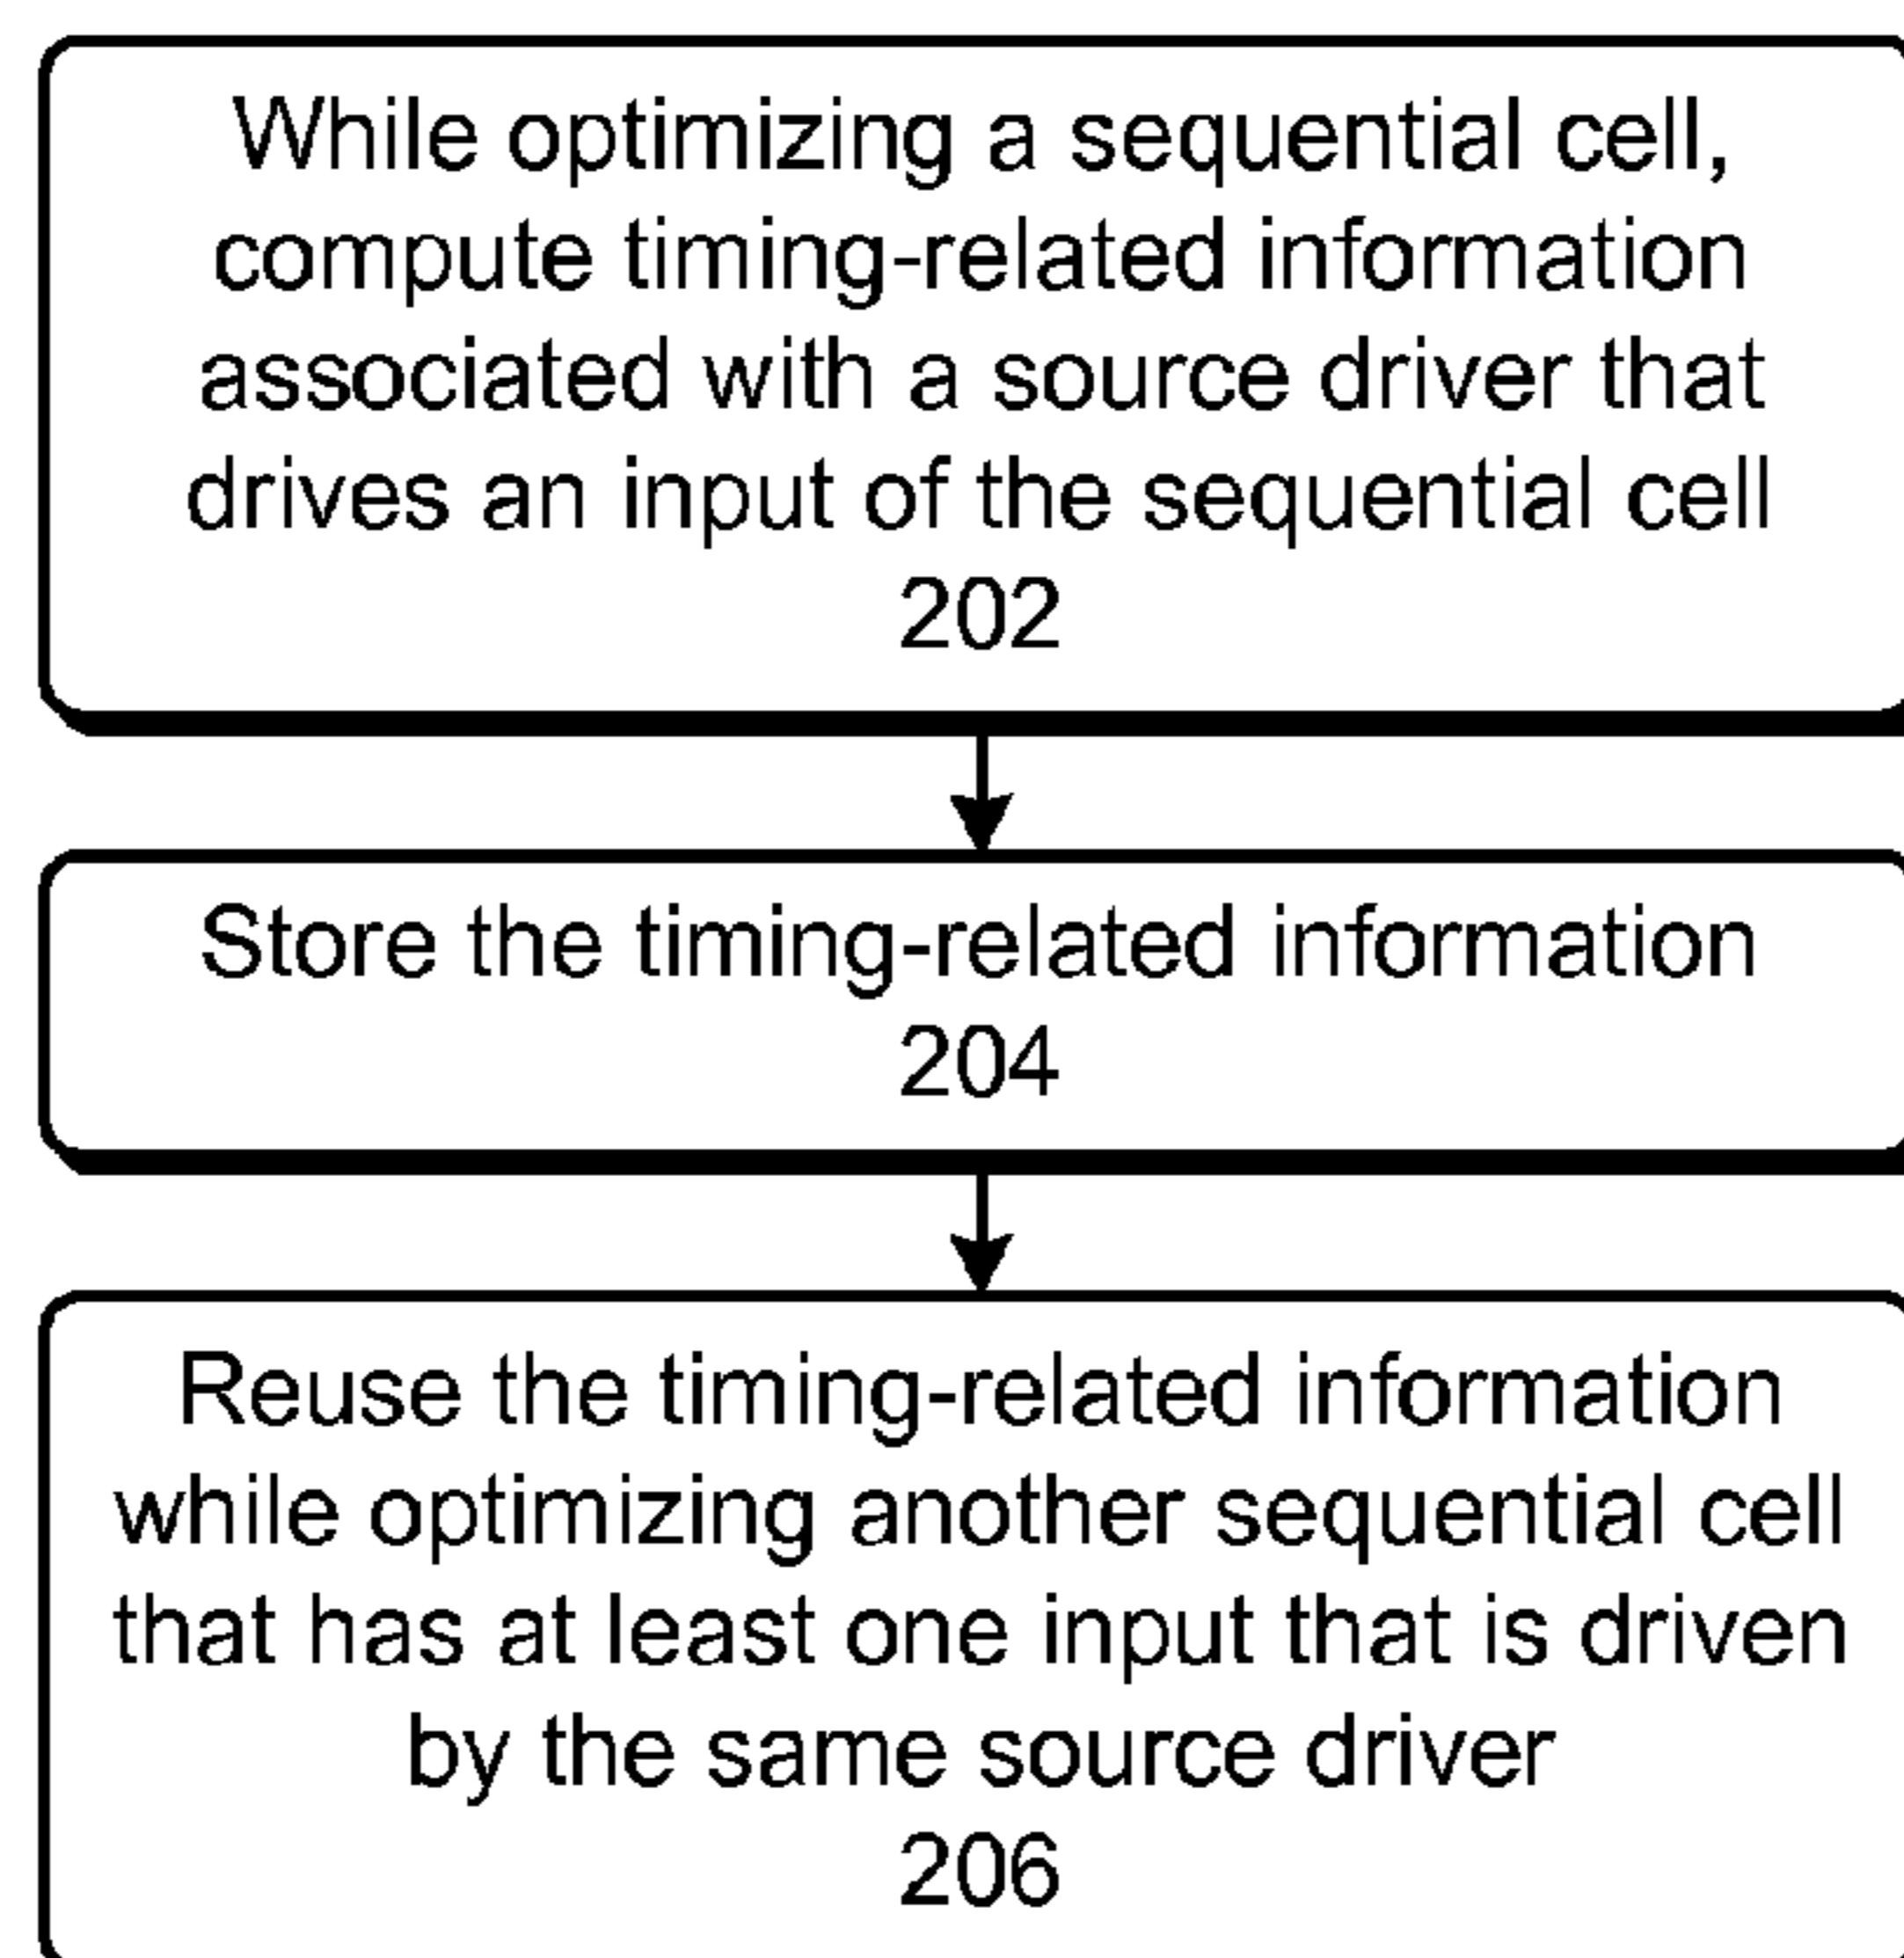 While optimizing a sequential cell,
compute timing-related information
associated with a source driver that
drives an input of the sequential cell
202
Store the timing-related information
204
Reuse the timing-related information
while optimizing another sequential cell
that has at least one input that is driven
by the same source driver
206